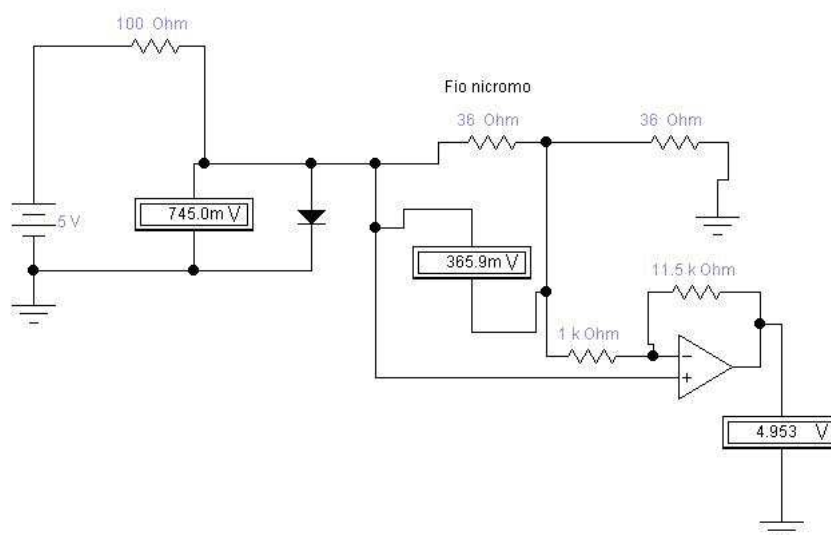 100 Ohm
Fio nicromo
36 Ohm
36 Ohm
745.0m V
5 V
365.9m V
11.5 k Ohm
1 k Ohm
−
+
4.953 V